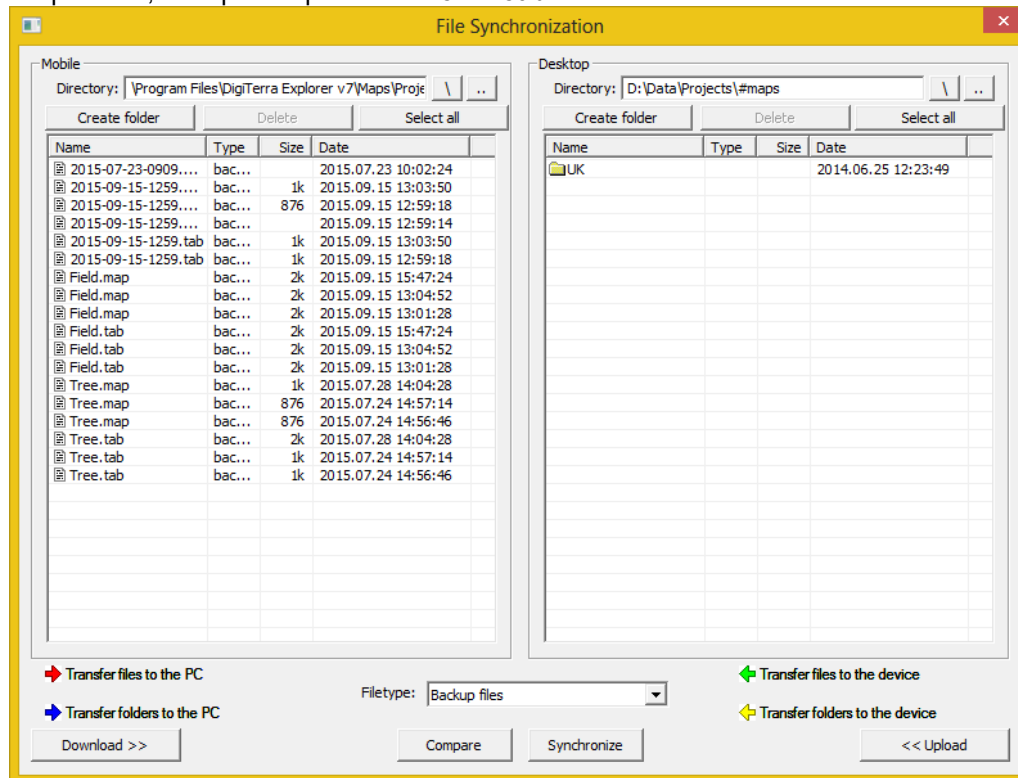 File Synchronization
Mobile
Directory: \Program Files\DigiTerra Explorer v7\Maps\Proje \ ..
Create folder Delete Select all
Name Type Size Date
2015-07-23-0909.... bac... 2015.07.23 10:02:24
2015-09-15-1259.... bac... 1k 2015.09.15 13:03:50
2015-09-15-1259.... bac... 876 2015.09.15 12:59:18
2015-09-15-1259.... bac... 2015.09.15 12:59:14
2015-09-15-1259.tab bac... 1k 2015.09.15 13:03:50
2015-09-15-1259.tab bac... 1k 2015.09.15 12:59:18
Field.map bac... 2k 2015.09.15 15:47:24
Field.map bac... 2k 2015.09.15 13:04:52
Field.map bac... 2k 2015.09.15 13:01:28
Field.tab bac... 2k 2015.09.15 15:47:24
Field.tab bac... 2k 2015.09.15 13:04:52
Field.tab bac... 2k 2015.09.15 13:01:28
Tree.map bac... 1k 2015.07.28 14:04:28
Tree.map bac... 876 2015.07.24 14:57:14
Tree.map bac... 876 2015.07.24 14:56:46
Tree.tab bac... 2k 2015.07.28 14:04:28
Tree.tab bac... 1k 2015.07.24 14:57:14
Tree.tab bac... 1k 2015.07.24 14:56:46
Desktop
Directory: D:\Data\Projects\#maps \ ..
Create folder Delete Select all
Name Type Size Date
UK 2014.06.25 12:23:49
Transfer files to the PC
Transfer folders to the PC
Filetype: Backup files
Transfer files to the device
Transfer folders to the device
Download >> Compare Synchronize << Upload